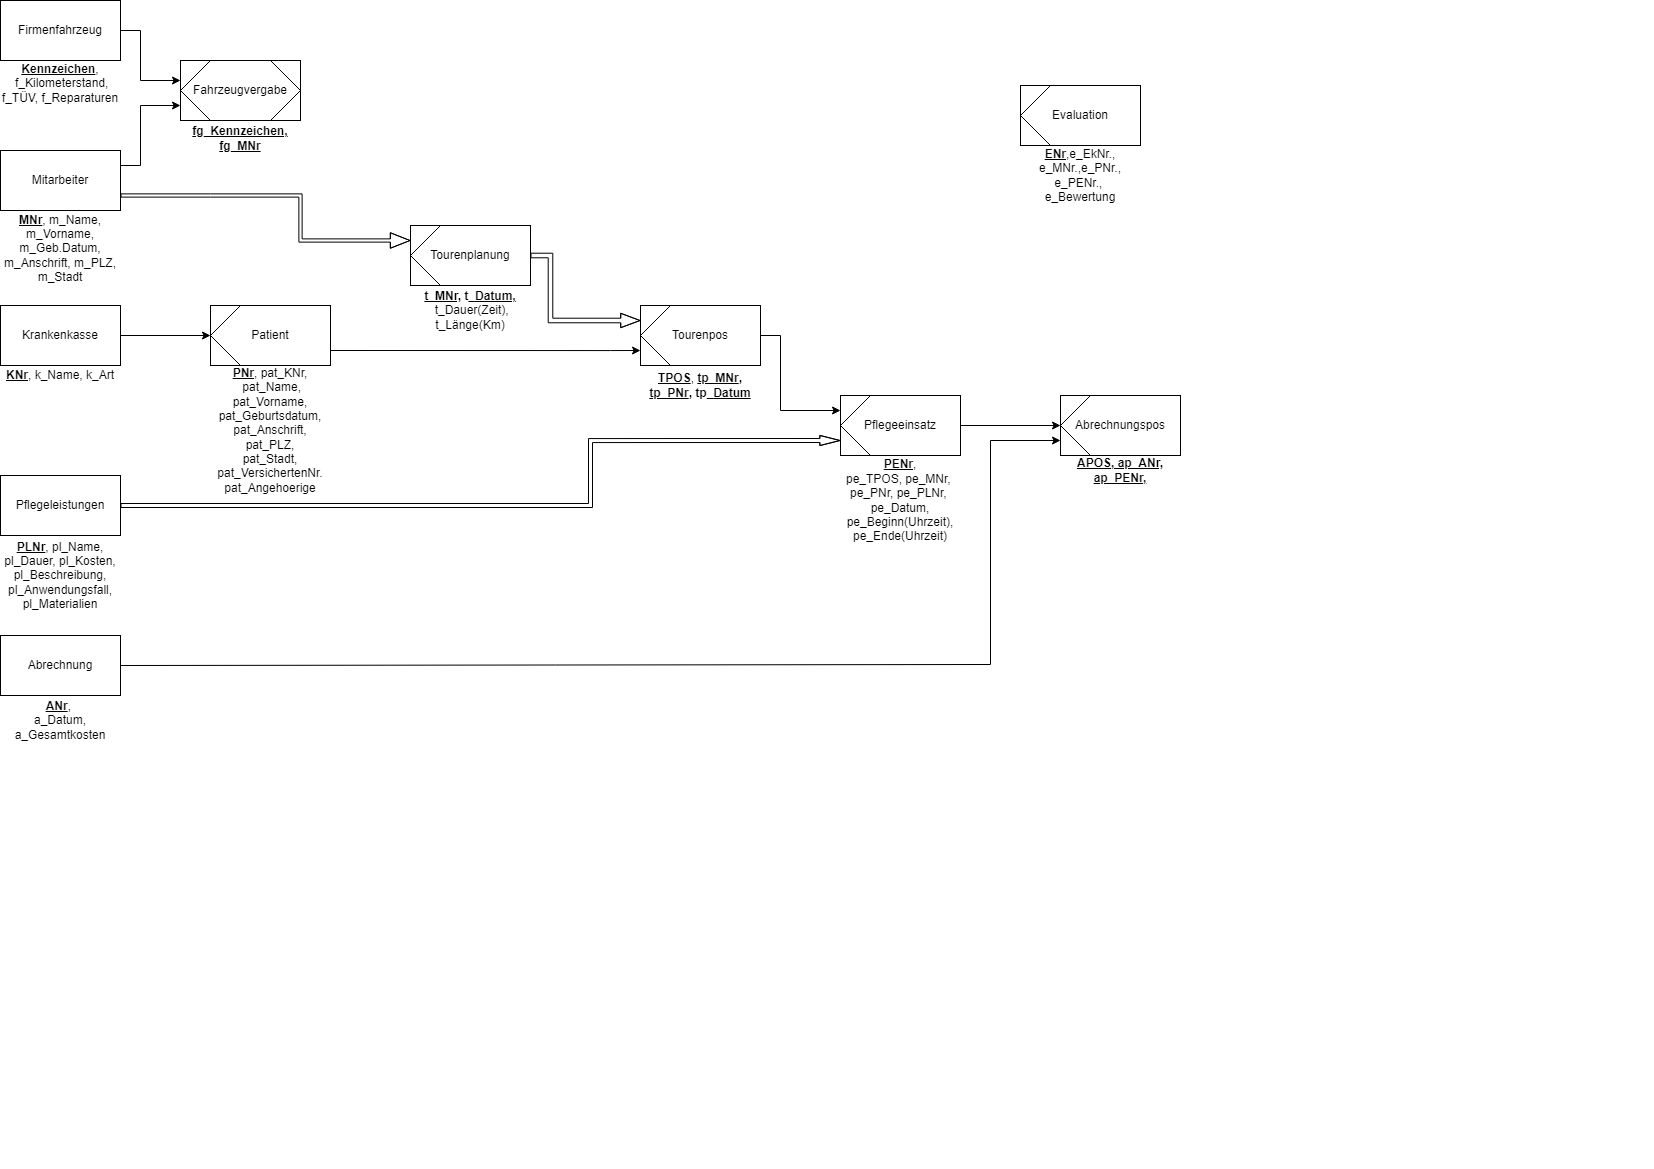 Firmenfahrzeug
Kennzeichen,
f_Kilometerstand,
f_TÜV, f_Reparaturen
Fahrzeugvergabe
fg_Kennzeichen,
fg_MNr
Evaluation
ENr,e_EkNr.,
e_MNr.,e_PNr.,
e_PENr.,
e_Bewertung
Mitarbeiter
MNr, m_Name,
m_Vorname,
m_Geb.Datum,
m_Anschrift, m_PLZ,
m_Stadt
Tourenplanung
t_MNr, t_Datum,
t_Dauer(Zeit),
t_Länge(Km)
Krankenkasse
KNr, k_Name, k_Art
Patient
PNr, pat_KNr,
pat_Name,
pat_Vorname,
pat_Geburtsdatum,
pat_Anschrift,
pat_PLZ,
pat_Stadt,
pat_VersichertenNr.
pat_Angehoerige
Tourenpos
TPOS, tp_MNr,
tp_PNr, tp_Datum
Pflegeeinsatz
PENr,
pe_TPOS, pe_MNr,
pe_PNr, pe_PLNr,
pe_Datum,
pe_Beginn(Uhrzeit),
pe_Ende(Uhrzeit)
Abrechnungspos
APOS, ap_ANr,
ap_PENr,
Pflegeleistungen
PLNr, pl_Name,
pl_Dauer, pl_Kosten,
pl_Beschreibung,
pl_Anwendungsfall,
pl_Materialien
Abrechnung
ANr,
a_Datum,
a_Gesamtkosten